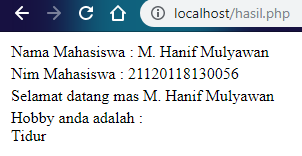 localhost/hasil.php
Nama Mahasiswa : M. Hanif Mulyawan
Nim Mahasiswa : 21120118130056
Selamat datang mas M. Hanif Mulyawan
Hobby anda adalah :
Tidur